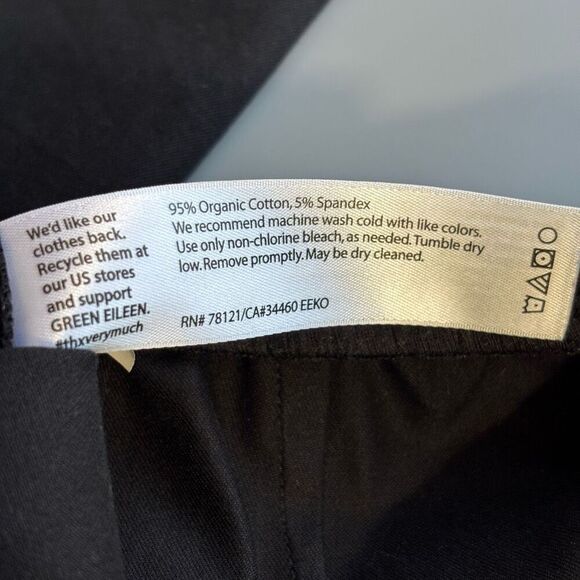 We'd like our
clothes back.
Recycle them at
our US stores
and support
GREEN EILEEN.
#thxverymuch
95% Organic Cotton, 5% Spandex
We recommend machine wash cold with like colors.
Use only non-chlorine bleach, as needed. Tumble dry
low. Remove promptly. May be dry cleaned.
RN# 78121/CA#34460 EEKO